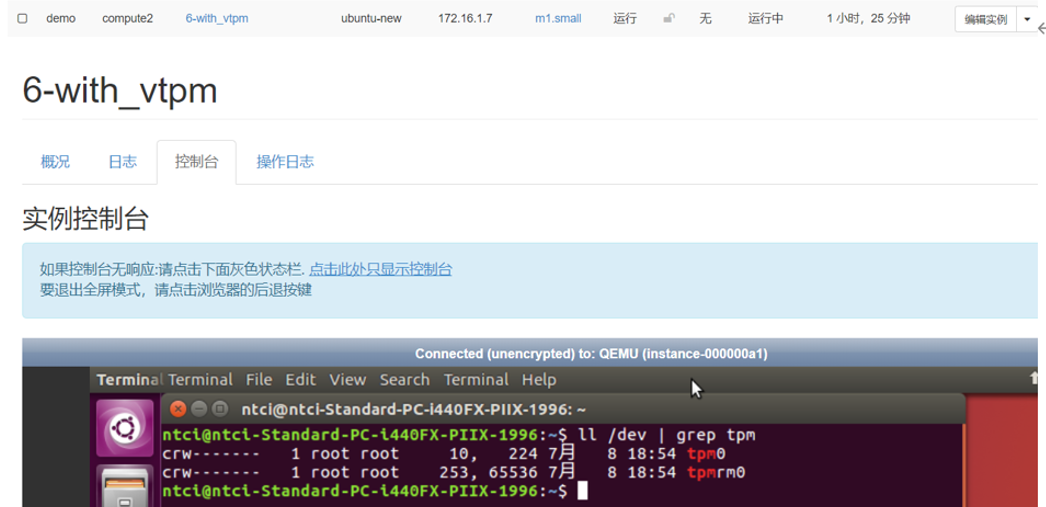 demo compute2 6-with_vtpm ubuntu-new 172.16.1.7 m1.small 运行 无 运行中 1 小时，25 分钟 编辑实例
6-with_vtpm
概况 日志 控制台 操作日志
实例控制台
如果控制台无响应:请点击下面灰色状态栏. 点击此处只显示控制台
要退出全屏模式，请点击浏览器的后退按键
Connected (unencrypted) to: QEMU (instance-000000a1)
Terminal Terminal File Edit View Search Terminal Help
ntci@ntci-Standard-PC-i440FX-PIIX-1996: ~
ntci@ntci-Standard-PC-i440FX-PIIX-1996:~$ ll /dev | grep tpm
crw------- 1 root root 10, 224 7月 8 18:54 tpm0
crw------- 1 root root 253, 65536 7月 8 18:54 tpmrm0
ntci@ntci-Standard-PC-i440FX-PIIX-1996:~$